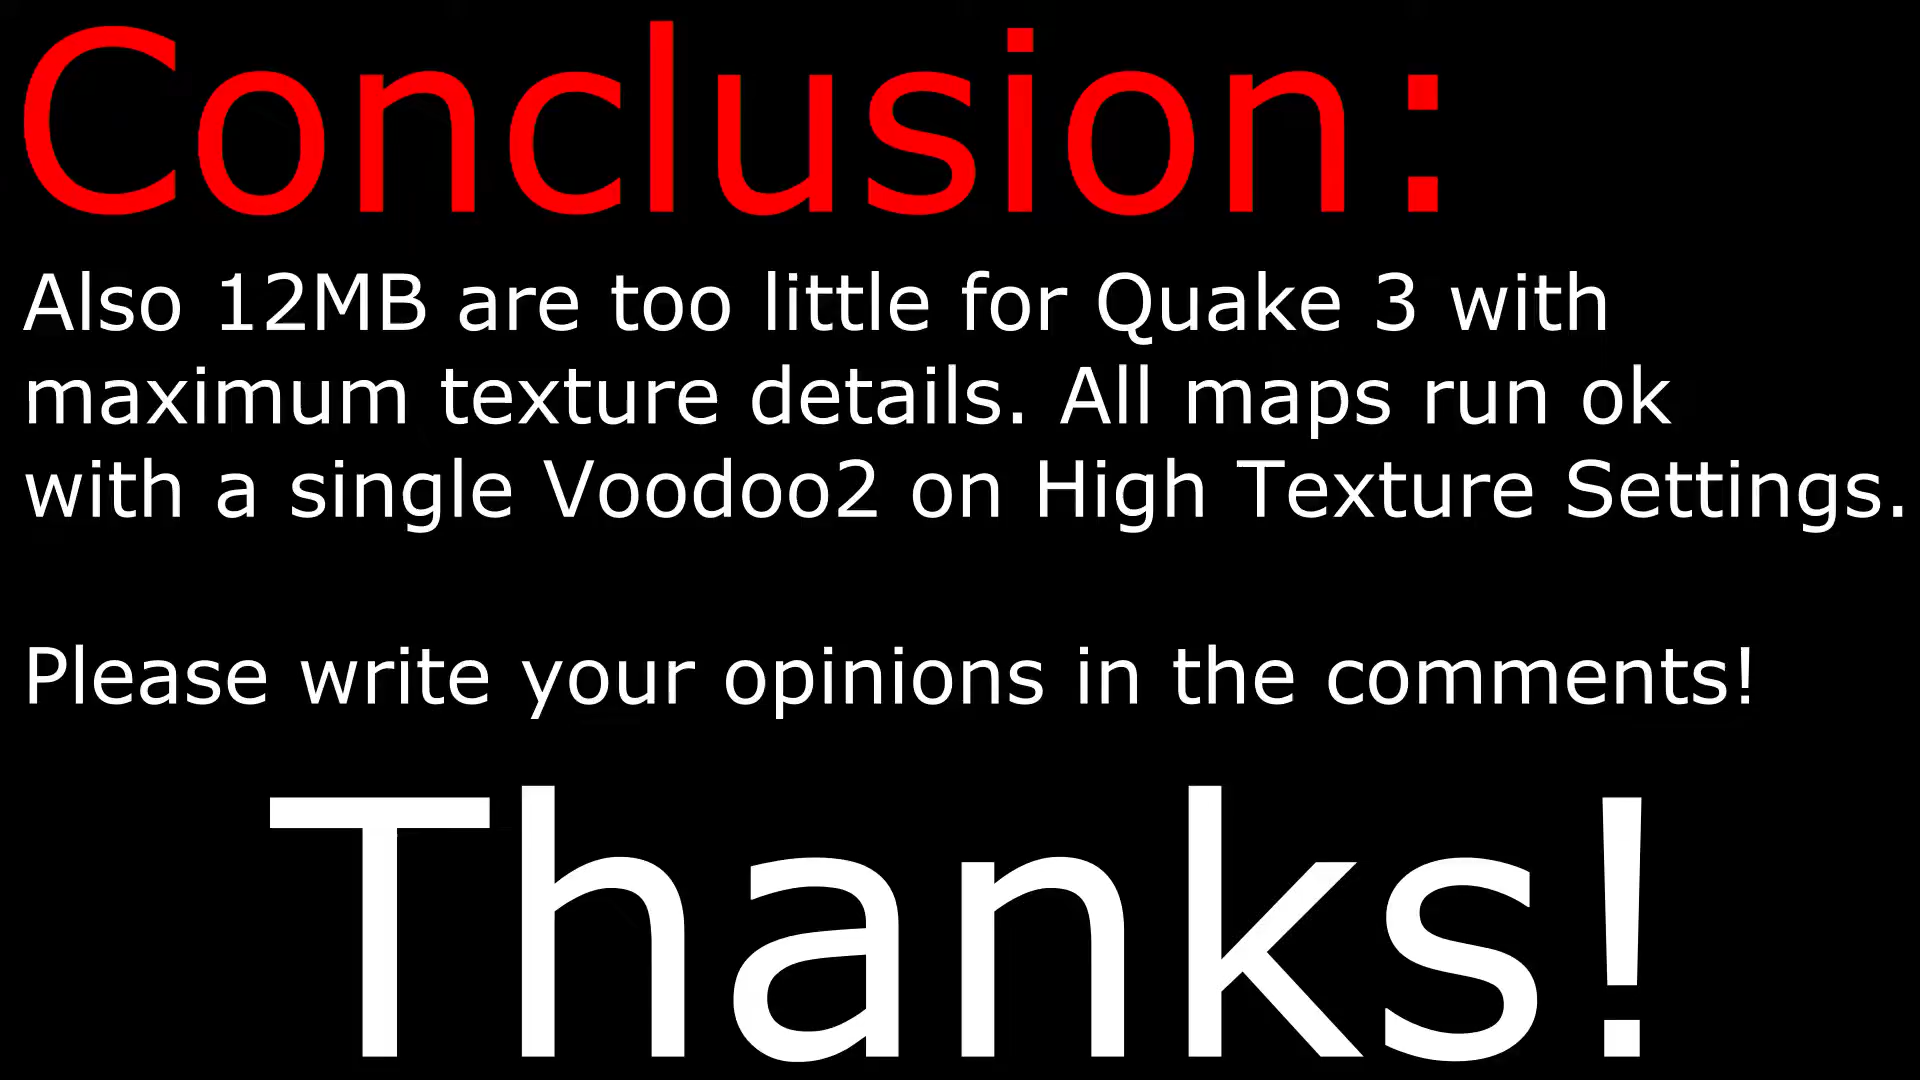 Conclusion:
Also 12MB are too little for Quake 3 with
maximum texture details. All maps run ok
with a single Voodoo2 on High Texture Settings.
Please write your opinions in the comments!
Thanks!